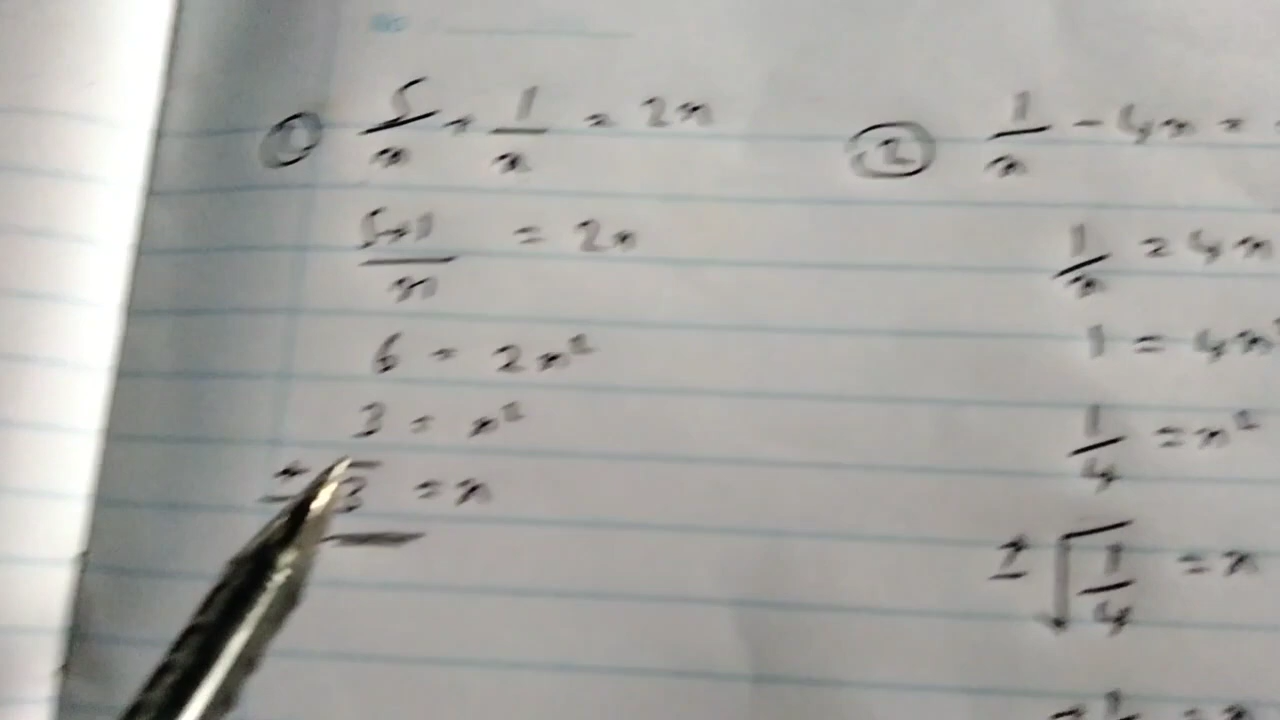 ① 5/x + 1/x = 2x
5+1/x = 2x
6 = 2x²
3 = x²
± √3 = x
② 1/x - 4x =
1/x = 4x
1 = 4x²
1/4 = x²
± √1/4 = x